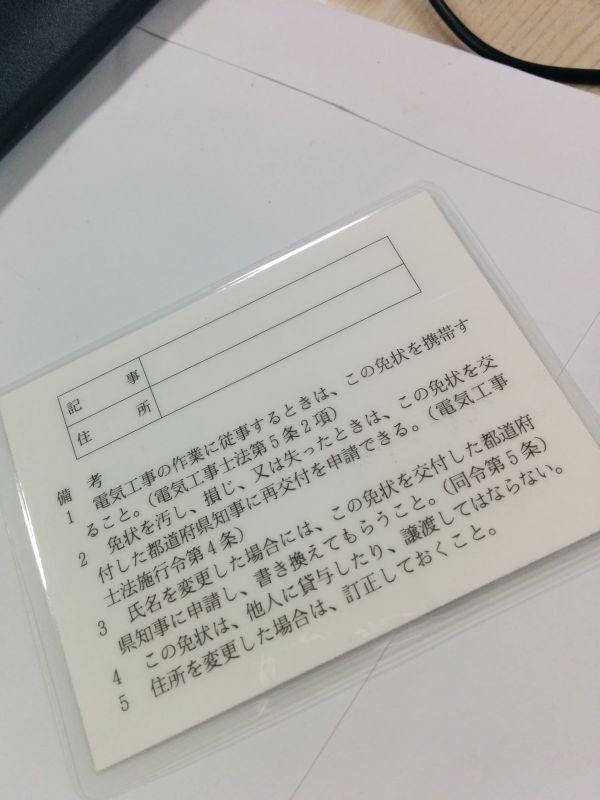 記事
住所
備考
1 電気工事の作業に従事するときは、この免状を携帯す
ること。(電気工事士法第5条2項)
2 免状を汚し、損じ、又は失ったときは、この免状を交
付した都道府県知事に再交付を申請できる。(電気工事
士法施行令第4条)
3 氏名を変更した場合には、この免状を交付した都道府
県知事に申請し、書き換えてもらうこと。(同令第5条)
4 この免状は、他人に貸与したり、譲渡してはならない。
5 住所を変更した場合は、訂正しておくこと。